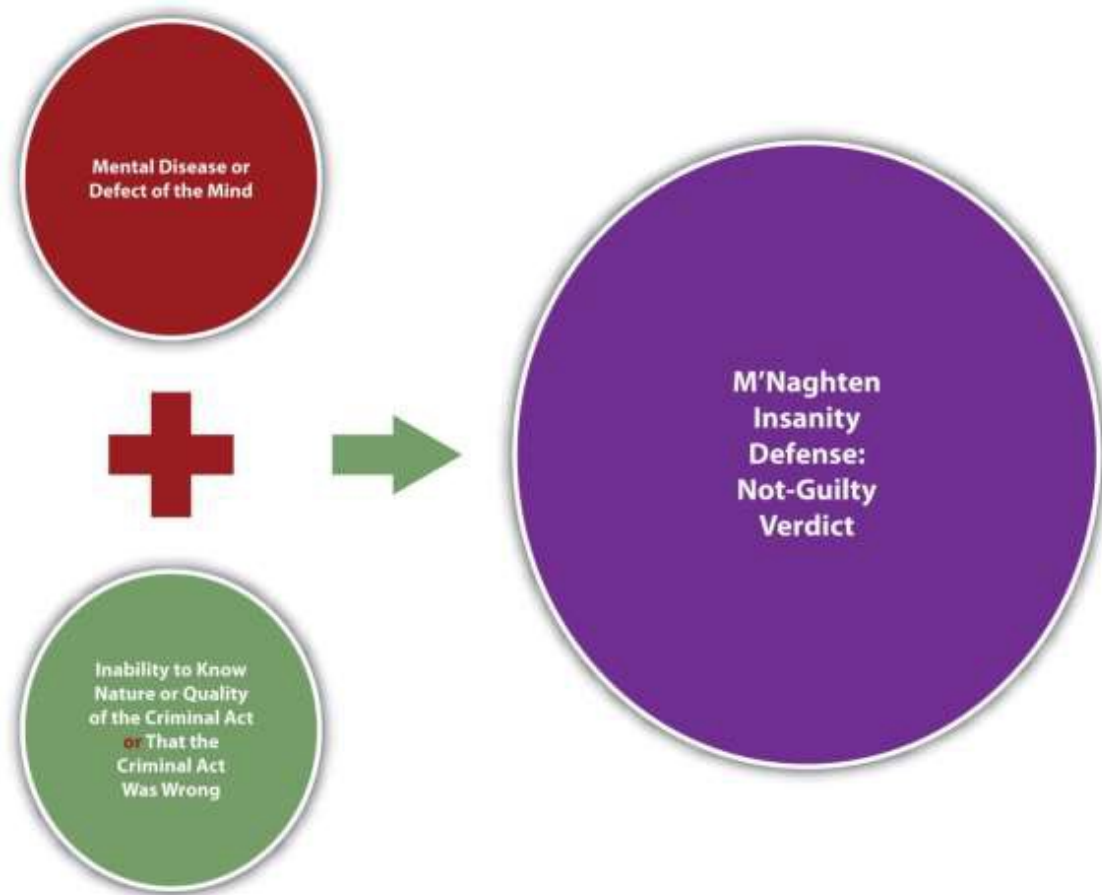 Mental Disease or
Defect of the Mind
Inability to Know
Nature or Quality
of the Criminal Act
or That the
Criminal Act
Was Wrong
M’Naghten
Insanity
Defense:
Not-Guilty
Verdict